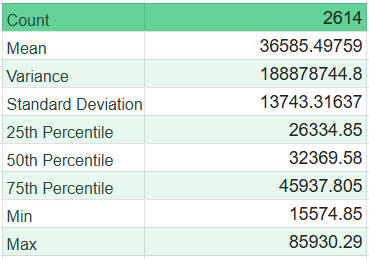 Count 2614
Mean 36585.49759
Variance 188878744.8
Standard Deviation 13743.31637
25th Percentile 26334.85
50th Percentile 32369.58
75th Percentile 45937.805
Min 15574.85
Max 85930.29